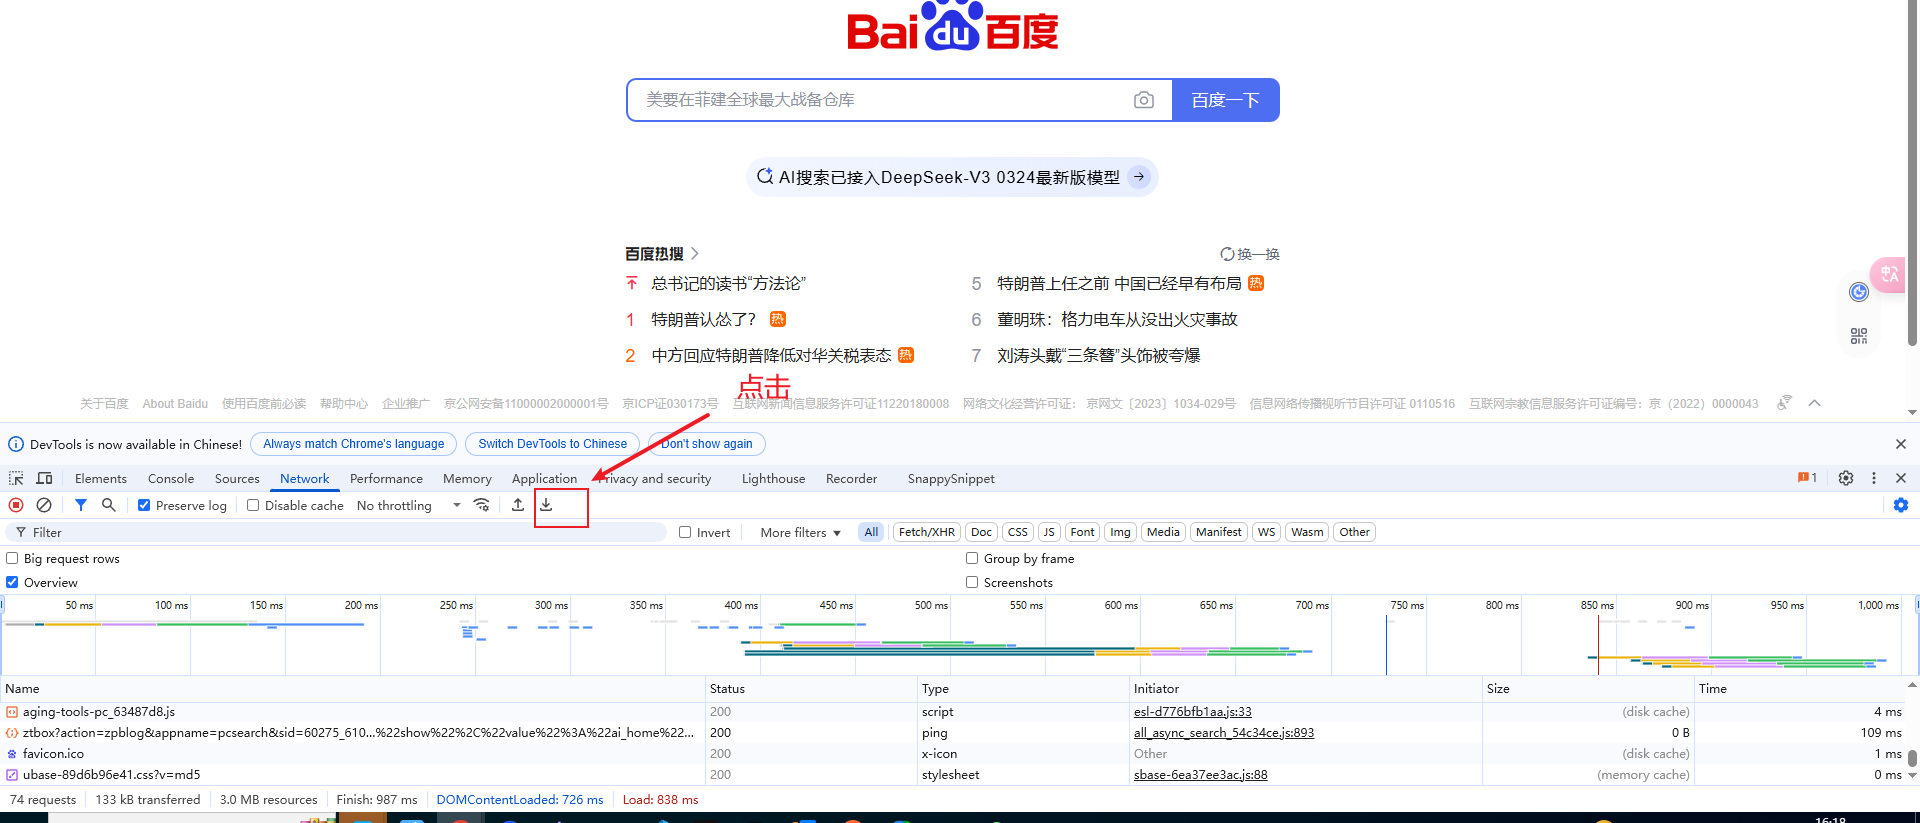 Bai du 百度
美要在菲建全球最大战备仓库
百度一下
AI搜索已接入DeepSeek-V3 0324最新版模型
百度热搜
换一换
总书记的读书“方法论”
5 特朗普上任之前 中国已经早有布局 热
1 特朗普认怂了? 热
6 董明珠：格力电车从没出火灾事故
2 中方回应特朗普降低对华关税表态 热
7 刘涛头戴“三条簪”头饰被夸爆
中A
点击
关于百度 About Baidu 使用百度前必读 帮助中心 企业推广 京公网安备11000002000001号 京ICP证030173号 互联网新闻信息服务许可证11220180008 网络文化经营许可证： 京网文〔2023〕1034-029号 信息网络传播视听节目许可证 0110516 互联网宗教信息服务许可证编号：京（2022）0000043
DevTools is now available in Chinese! Always match Chrome's language Switch DevTools to Chinese Don't show again
Elements Console Sources Network Performance Memory Application Privacy and security Lighthouse Recorder SnappySnippet 1
Preserve log Disable cache No throttling
Filter Invert More filters All Fetch/XHR Doc CSS JS Font Img Media Manifest WS Wasm Other
Big request rows Group by frame
Overview Screenshots
50 ms 100 ms 150 ms 200 ms 250 ms 300 ms 350 ms 400 ms 450 ms 500 ms 550 ms 600 ms 650 ms 700 ms 750 ms 800 ms 850 ms 900 ms 950 ms 1,000 ms
Name Status Type Initiator Size Time
aging-tools-pc_63487d8.js 200 script esl-d776bfb1aa.js:33 (disk cache) 4 ms
ztbox?action=zpblog&appname=pcsearch&sid=60275_610...%22show%22%2C%22value%22%3A%22ai_home%22... 200 ping all_async_search_54c34ce.js:893 0 B 109 ms
favicon.ico 200 x-icon Other (disk cache) 1 ms
ubase-89d6b96e41.css?v=md5 200 stylesheet sbase-6ea37ee3ac.js:88 (memory cache) 0 ms
74 requests 133 kB transferred 3.0 MB resources Finish: 987 ms DOMContentLoaded: 726 ms Load: 838 ms
16:18